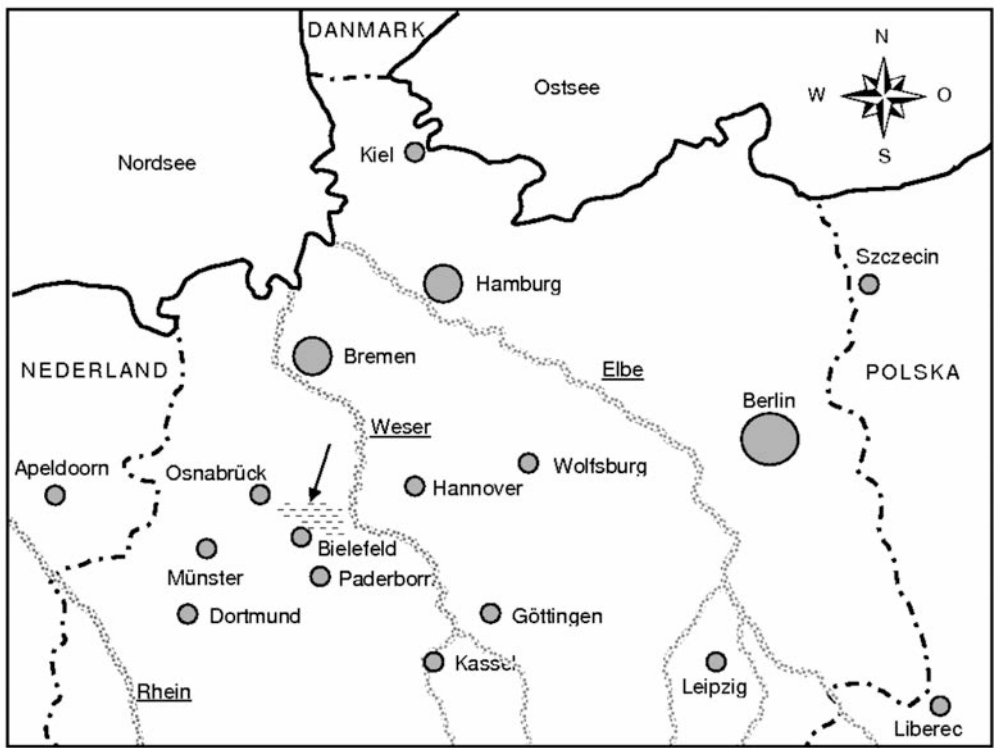 DANMARK
N
Ostsee
W
O
S
Kiel
Nordsee
Szczecin
Hamburg
Bremen
Elbe
NEDERLAND
POLSKA
Berlin
Weser
Apeldoorn
Osnabrück
Wolfsburg
Hannover
Bielefeld
Münster
Paderborn
Dortmund
Göttingen
Kassel
Rhein
Leipzig
Liberec